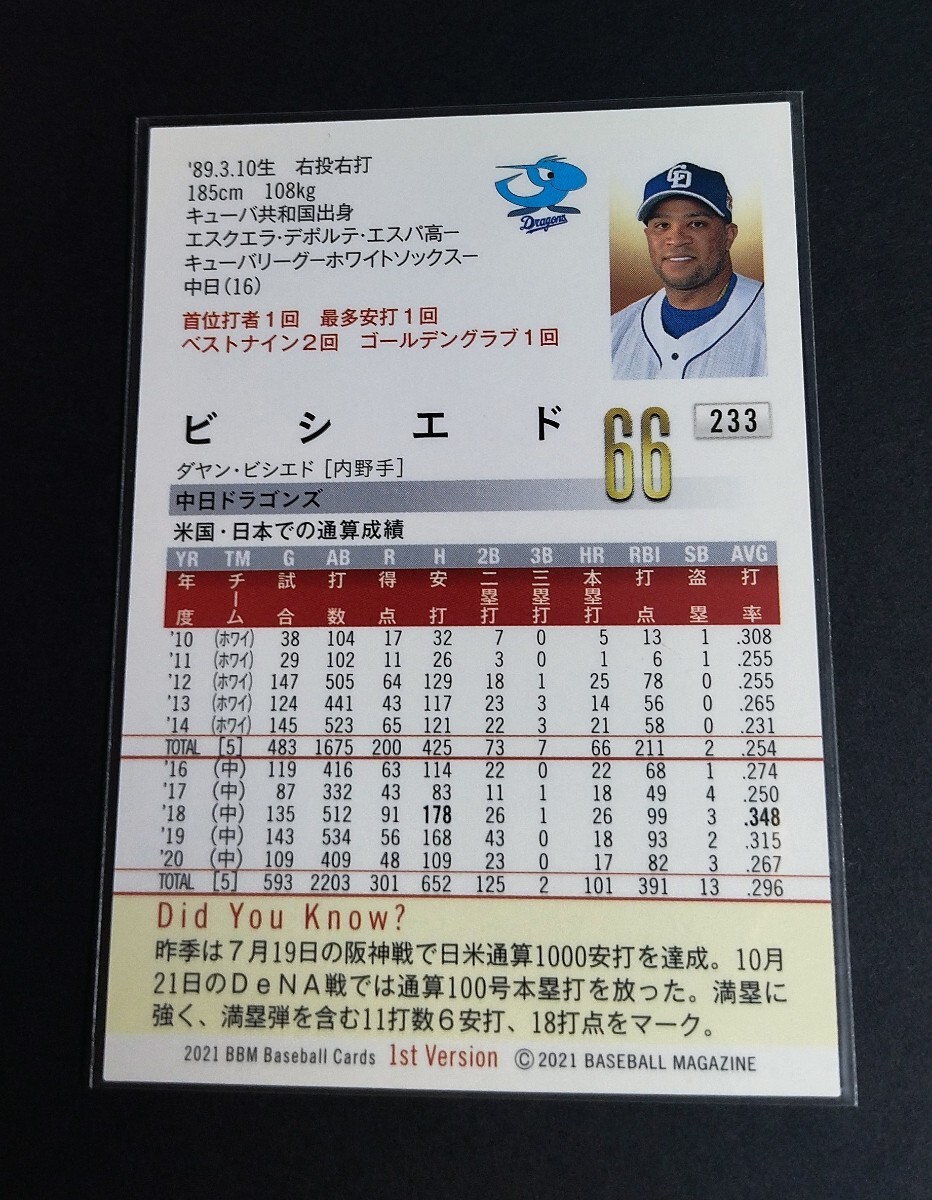 '89.3.10生　右投右打
185cm　108kg
キューバ共和国出身
エスクエラ・デポルテ・エスパ高ー
キューバリーグーホワイトソックスー
中日（16）
首位打者１回　最多安打１回
ベストナイン２回　ゴールデングラブ１回
Dragons
CD
ビシエド
66
233
ダヤン・ビシエド［内野手］
中日ドラゴンズ
米国・日本での通算成績
YR TM G AB R H 2B 3B HR RBI SB AVG
年度 チーム 試合 打数 得点 安打 二塁打 三塁打 本塁打 打点 盗塁 打率
'10 (ホワイ) 38 104 17 32 7 0 5 13 1 .308
'11 (ホワイ) 29 102 11 26 3 0 1 6 1 .255
'12 (ホワイ) 147 505 64 129 18 1 25 78 0 .255
'13 (ホワイ) 124 441 43 117 23 3 14 56 0 .265
'14 (ホワイ) 145 523 65 121 22 3 21 58 0 .231
TOTAL [5] 483 1675 200 425 73 7 66 211 2 .254
'16 (中) 119 416 63 114 22 0 22 68 1 .274
'17 (中) 87 332 43 83 11 1 18 49 4 .250
'18 (中) 135 512 91 178 26 1 26 99 3 .348
'19 (中) 143 534 56 168 43 0 18 93 2 .315
'20 (中) 109 409 48 109 23 0 17 82 3 .267
TOTAL [5] 593 2203 301 652 125 2 101 391 13 .296
Did You Know?
昨季は７月19日の阪神戦で日米通算1000安打を達成。10月
21日のＤｅＮＡ戦では通算100号本塁打を放った。満塁に
強く、満塁弾を含む11打数６安打、18打点をマーク。
2021 BBM Baseball Cards 1st Version ©2021 BASEBALL MAGAZINE